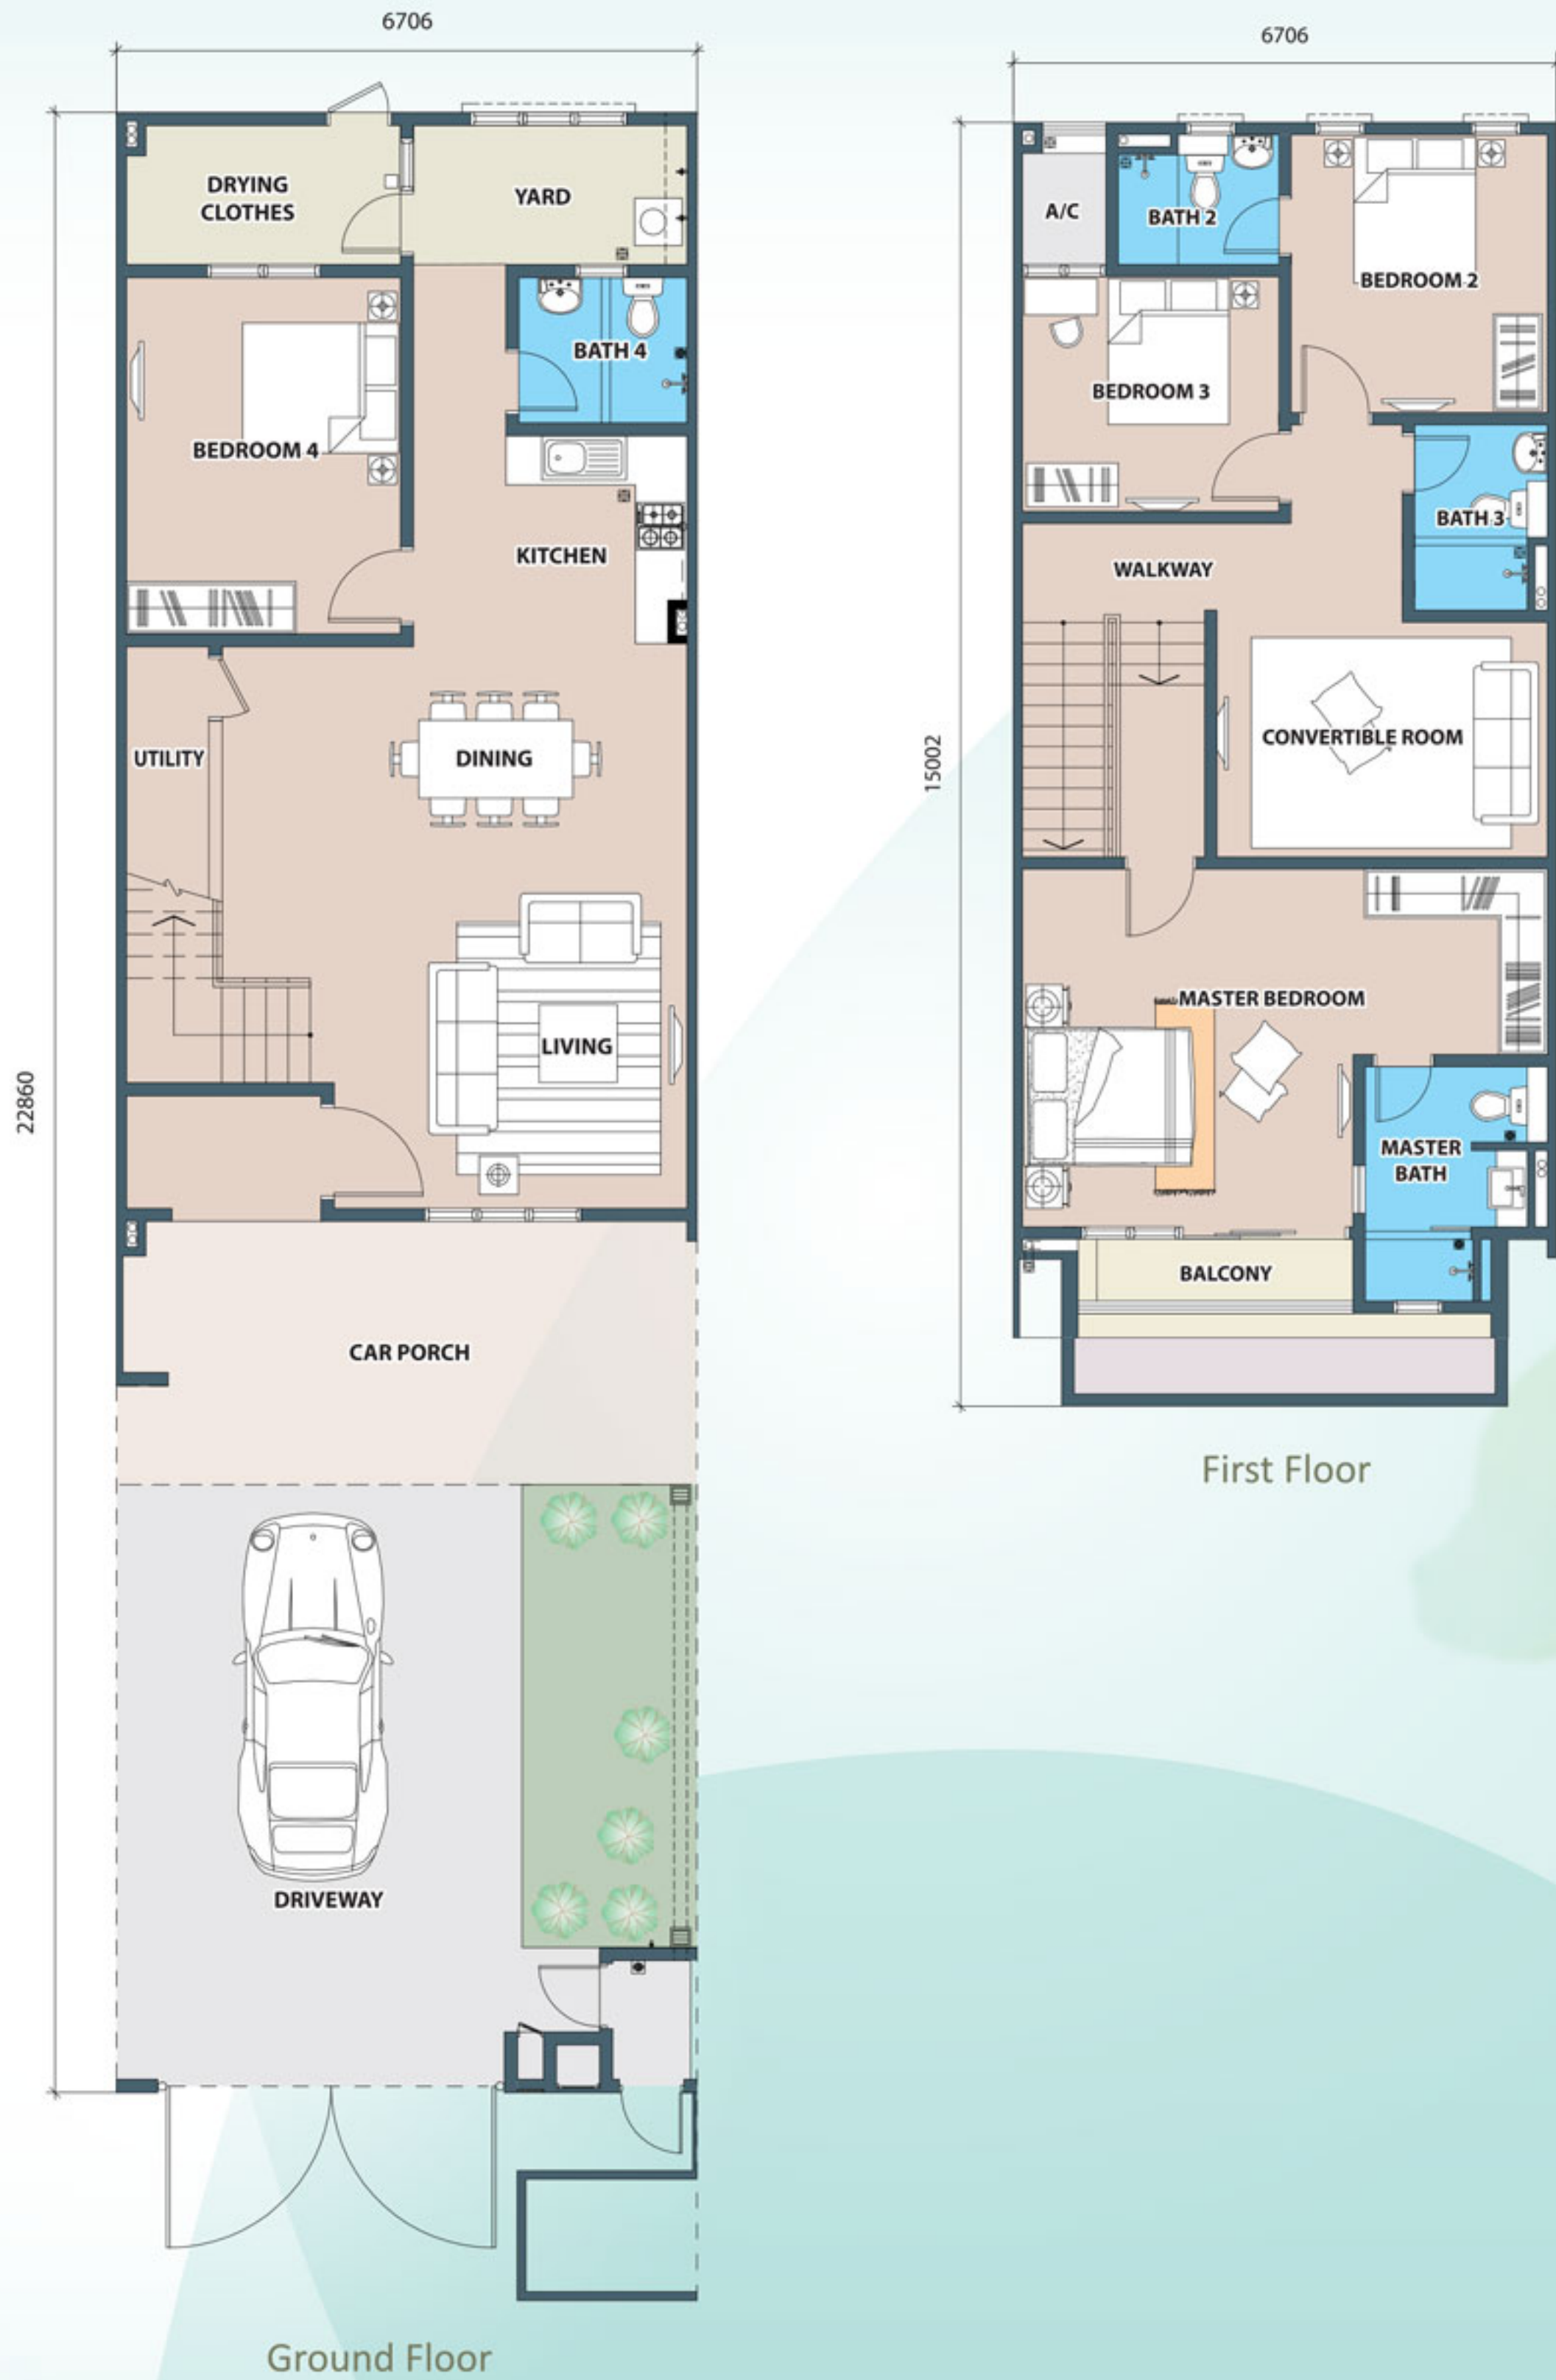 6706
DRYING
CLOTHES
YARD
BATH 4
BEDROOM 4
KITCHEN
UTILITY
DINING
LIVING
22860
CAR PORCH
DRIVEWAY
Ground Floor
6706
A/C
BATH 2
BEDROOM 2
BEDROOM 3
BATH 3
WALKWAY
CONVERTIBLE ROOM
15002
MASTER BEDROOM
MASTER
BATH
BALCONY
First Floor